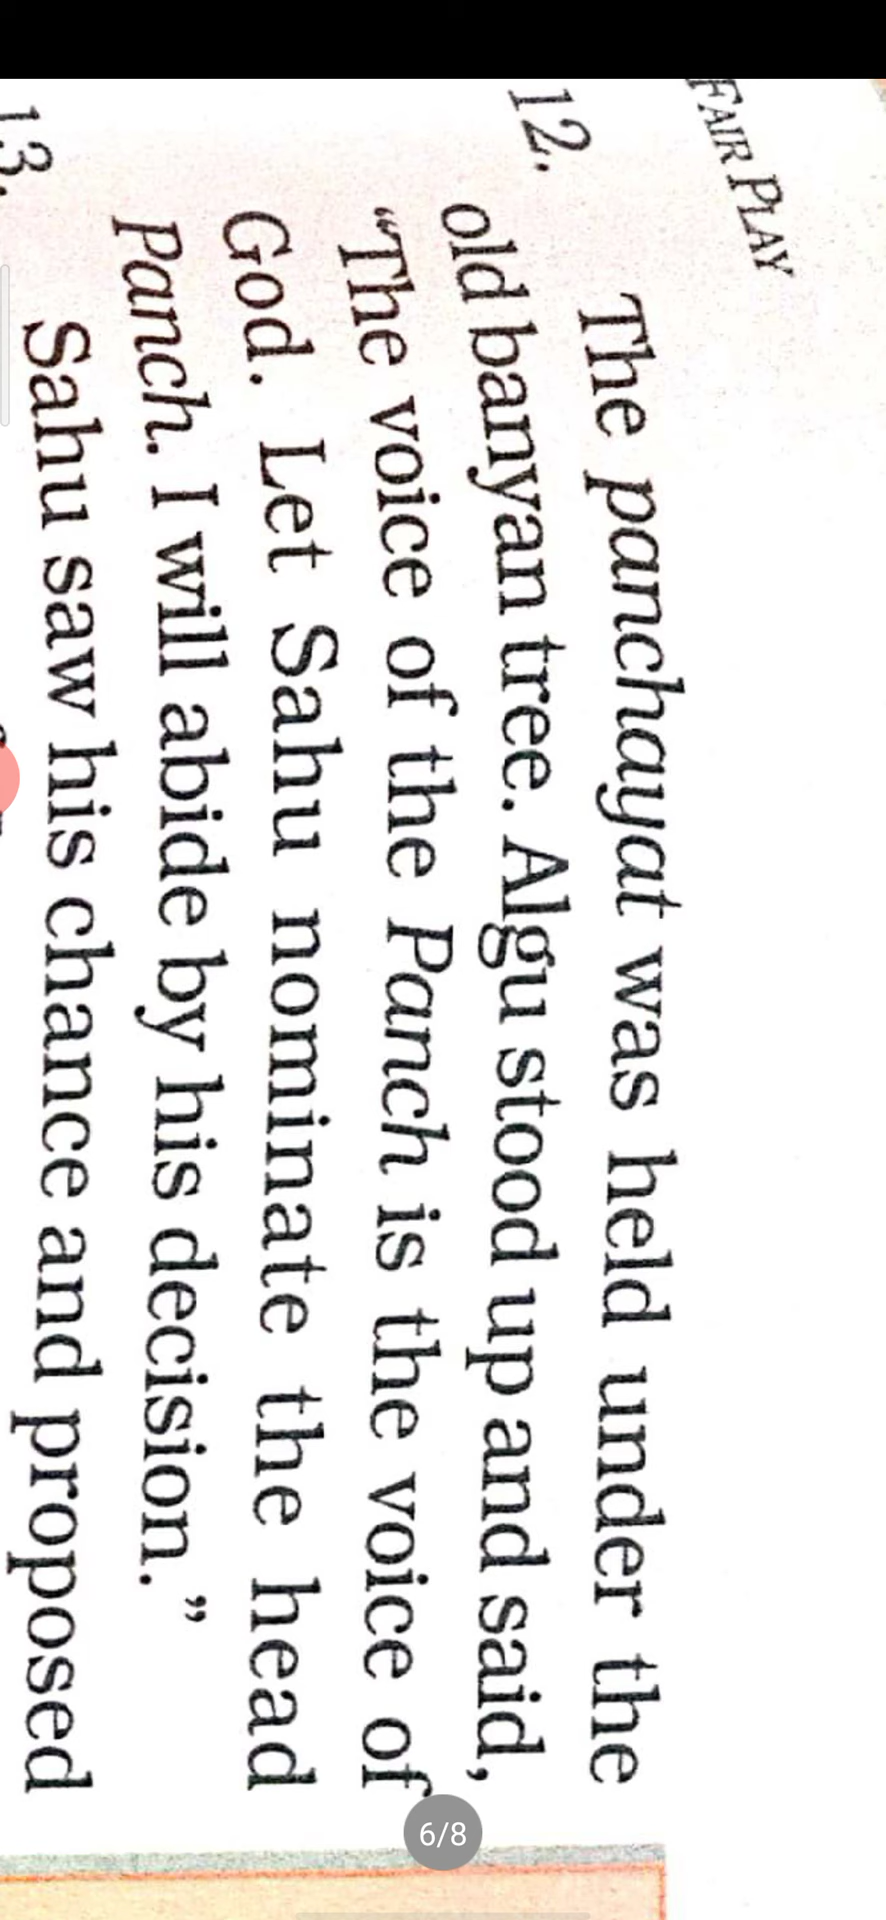 FAIR PLAY
12. The panchayat was held under the
old banyan tree. Algu stood up and said,
“The voice of the Panch is the voice of
God. Let Sahu nominate the head
Panch. I will abide by his decision.”
13. Sahu saw his chance and proposed
6/8